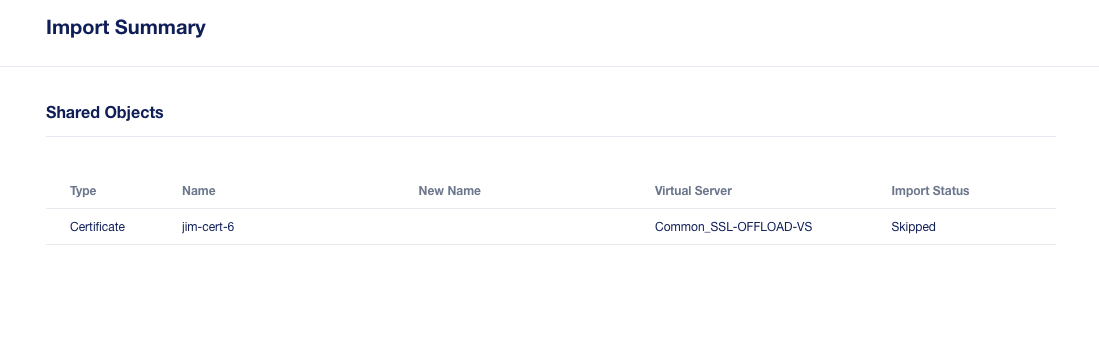 Import Summary
Shared Objects
Type Name New Name Virtual Server Import Status
Certificate jim-cert-6 Common_SSL-OFFLOAD-VS Skipped